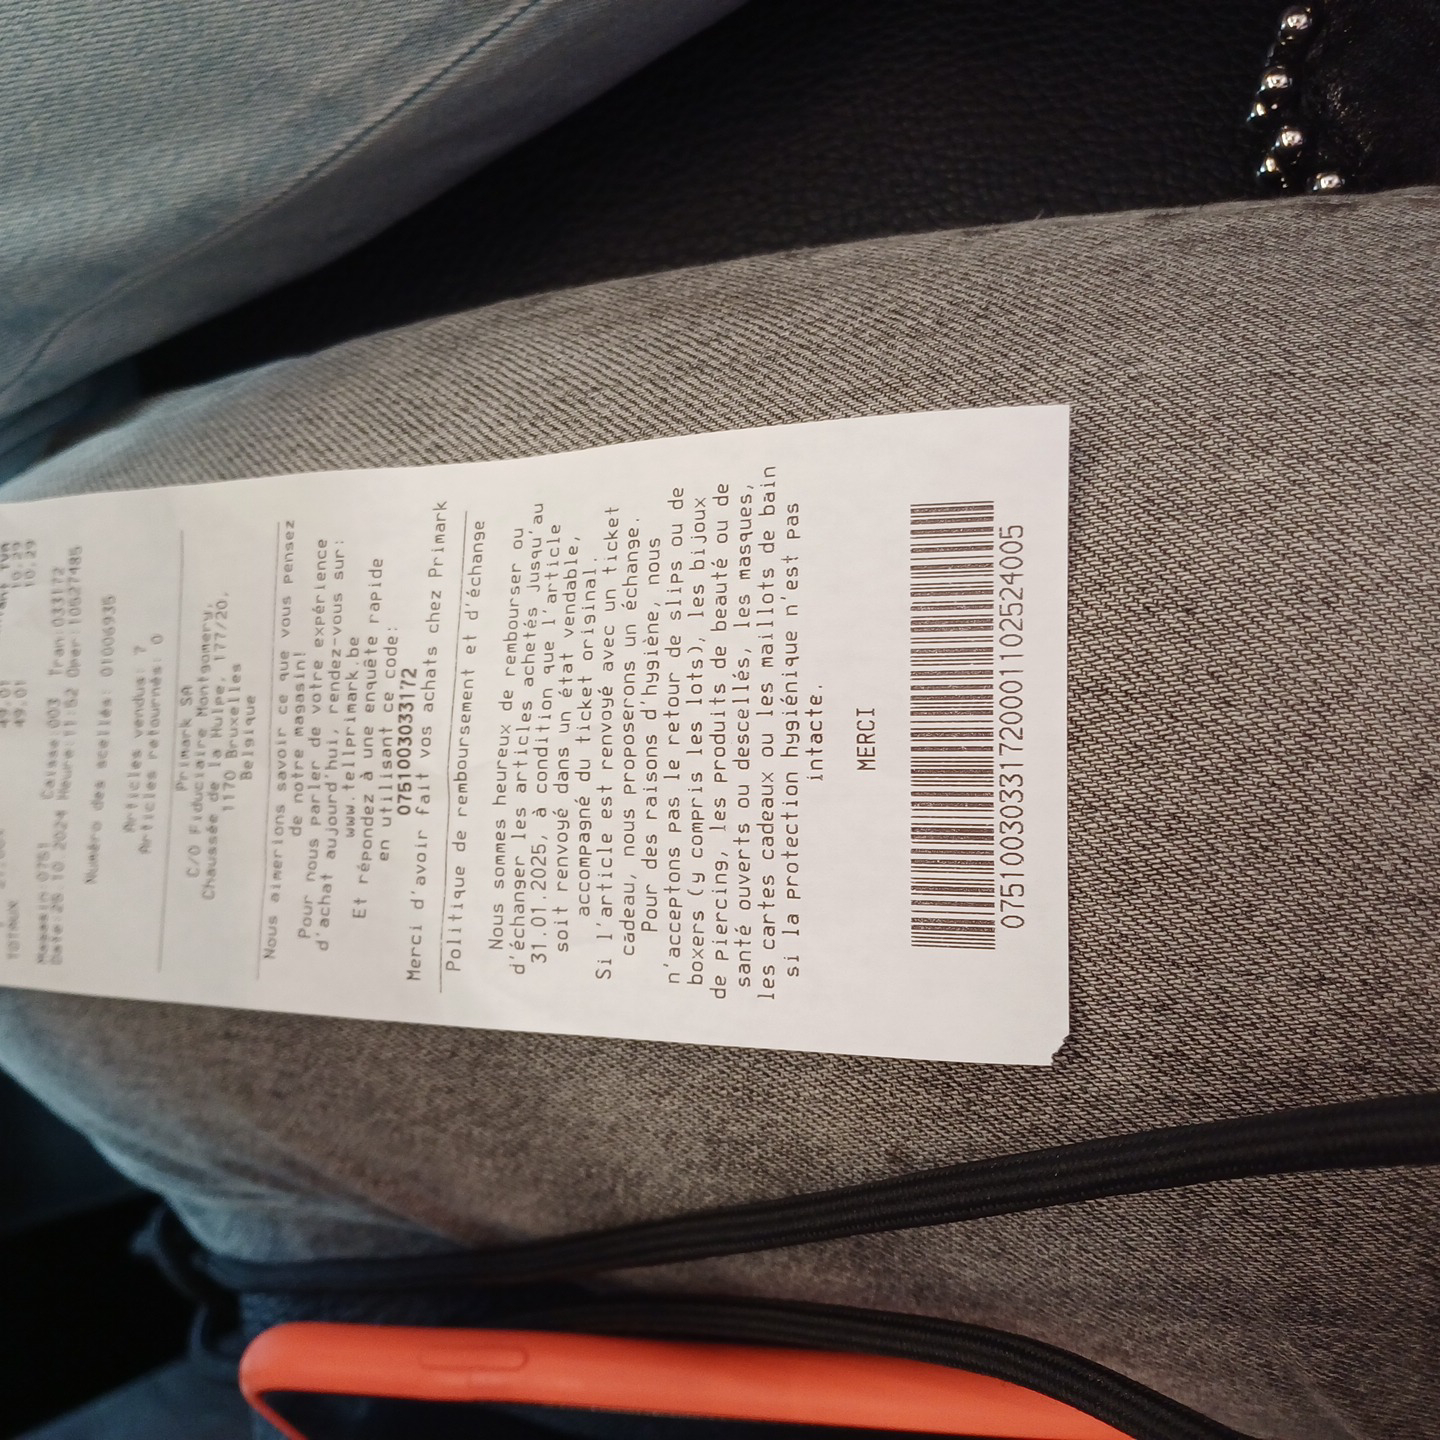 TOTAUX 49.01 10.29
49.01 10.29
Magasin:0751 Caisse:003 Tran:033172
Date:25.10.2024 Heure:11:52 Oper:10527485
Numéro des scellés: 01006935
Articles vendus: 7
Articles retournés: 0
Primark SA
C/O Fiduciaire Montgomery,
Chaussée de la Hulpe, 177/20,
1170 Bruxelles
Belgique
Nous aimerions savoir ce que vous pensez
de notre magasin!
Pour nous parler de votre expérience
d'achat aujourd'hui, rendez-vous sur:
www.tellprimark.be
Et répondez à une enquête rapide
en utilisant ce code:
0751003033172
Merci d'avoir fait vos achats chez Primark
Politique de remboursement et d'échange
Nous sommes heureux de rembourser ou
d'échanger les articles achetés jusqu'au
31.01.2025, à condition que l'article
soit renvoyé dans un état vendable,
accompagné du ticket original.
Si l'article est renvoyé avec un ticket
cadeau, nous proposerons un échange.
Pour des raisons d'hygiène, nous
n'acceptons pas le retour de slips ou de
boxers (y compris les lots), les bijoux
de piercing, les produits de beauté ou de
santé ouverts ou descellés, les masques,
les cartes cadeaux ou les maillots de bain
si la protection hygiénique n'est pas
intacte.
MERCI
07510030331720001102524005